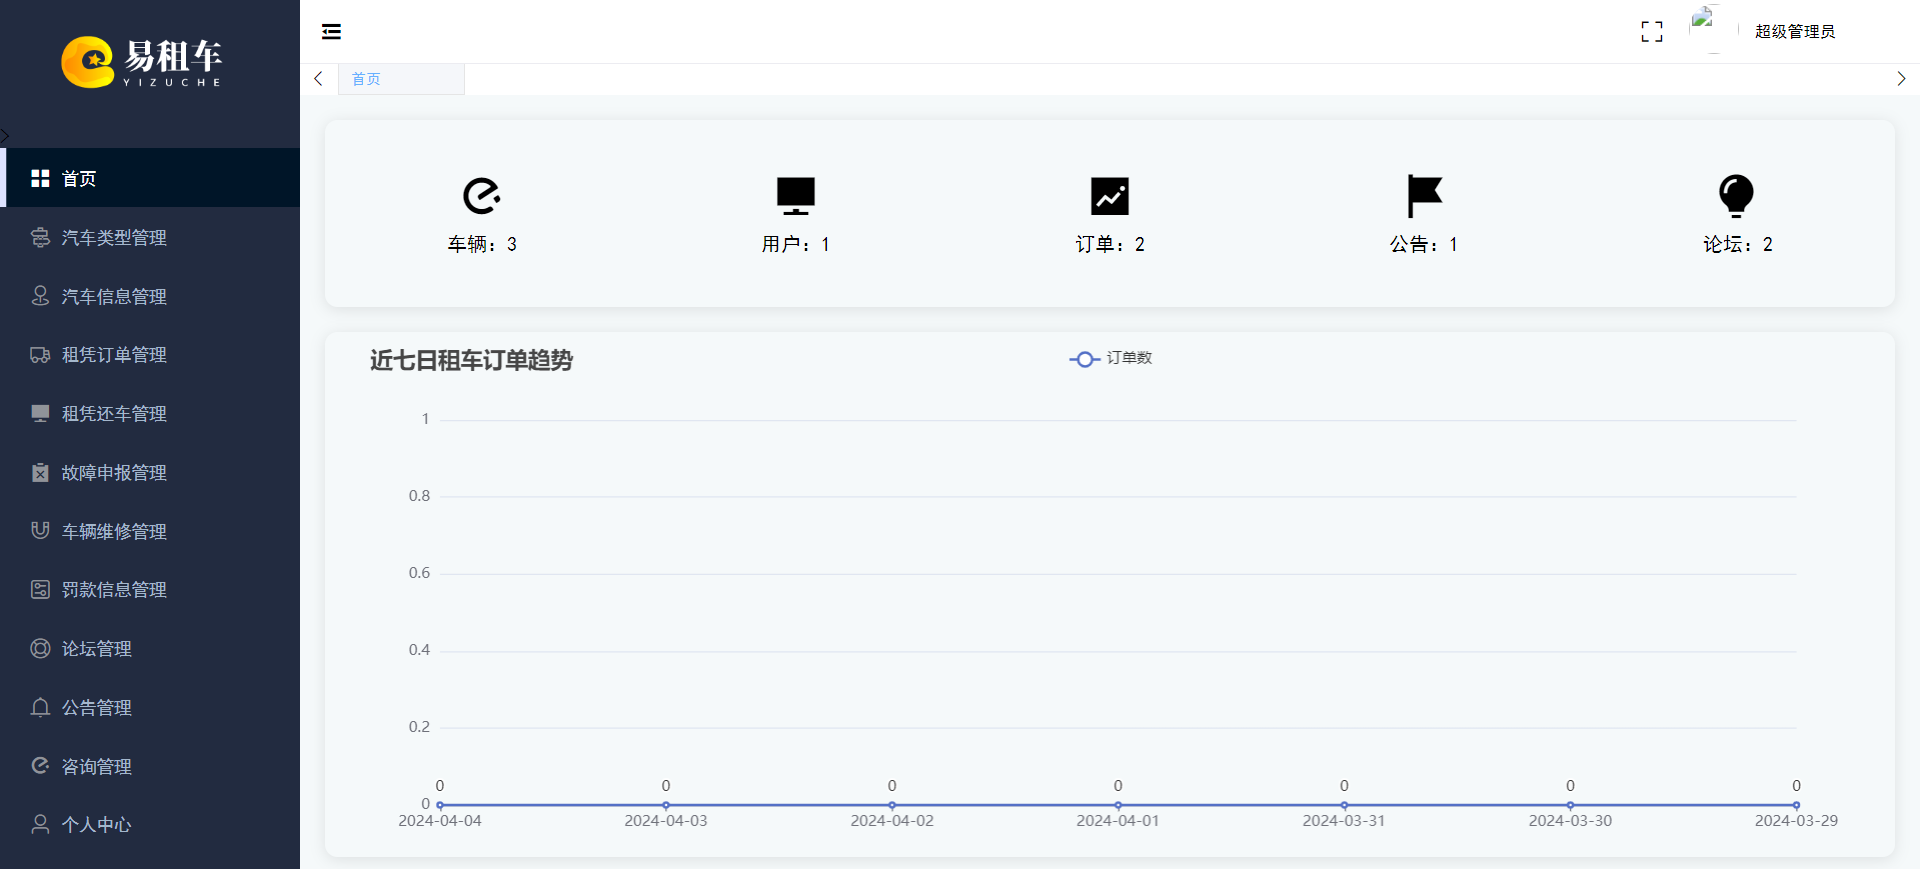 易租车
YIZUCHE
首页
汽车类型管理
汽车信息管理
租凭订单管理
租凭还车管理
故障申报管理
车辆维修管理
罚款信息管理
论坛管理
公告管理
咨询管理
个人中心
超级管理员
首页
车辆：3
用户：1
订单：2
公告：1
论坛：2
近七日租车订单趋势
订单数
1
0.8
0.6
0.4
0.2
0
0 0 0 0 0 0 0
2024-04-04 2024-04-03 2024-04-02 2024-04-01 2024-03-31 2024-03-30 2024-03-29